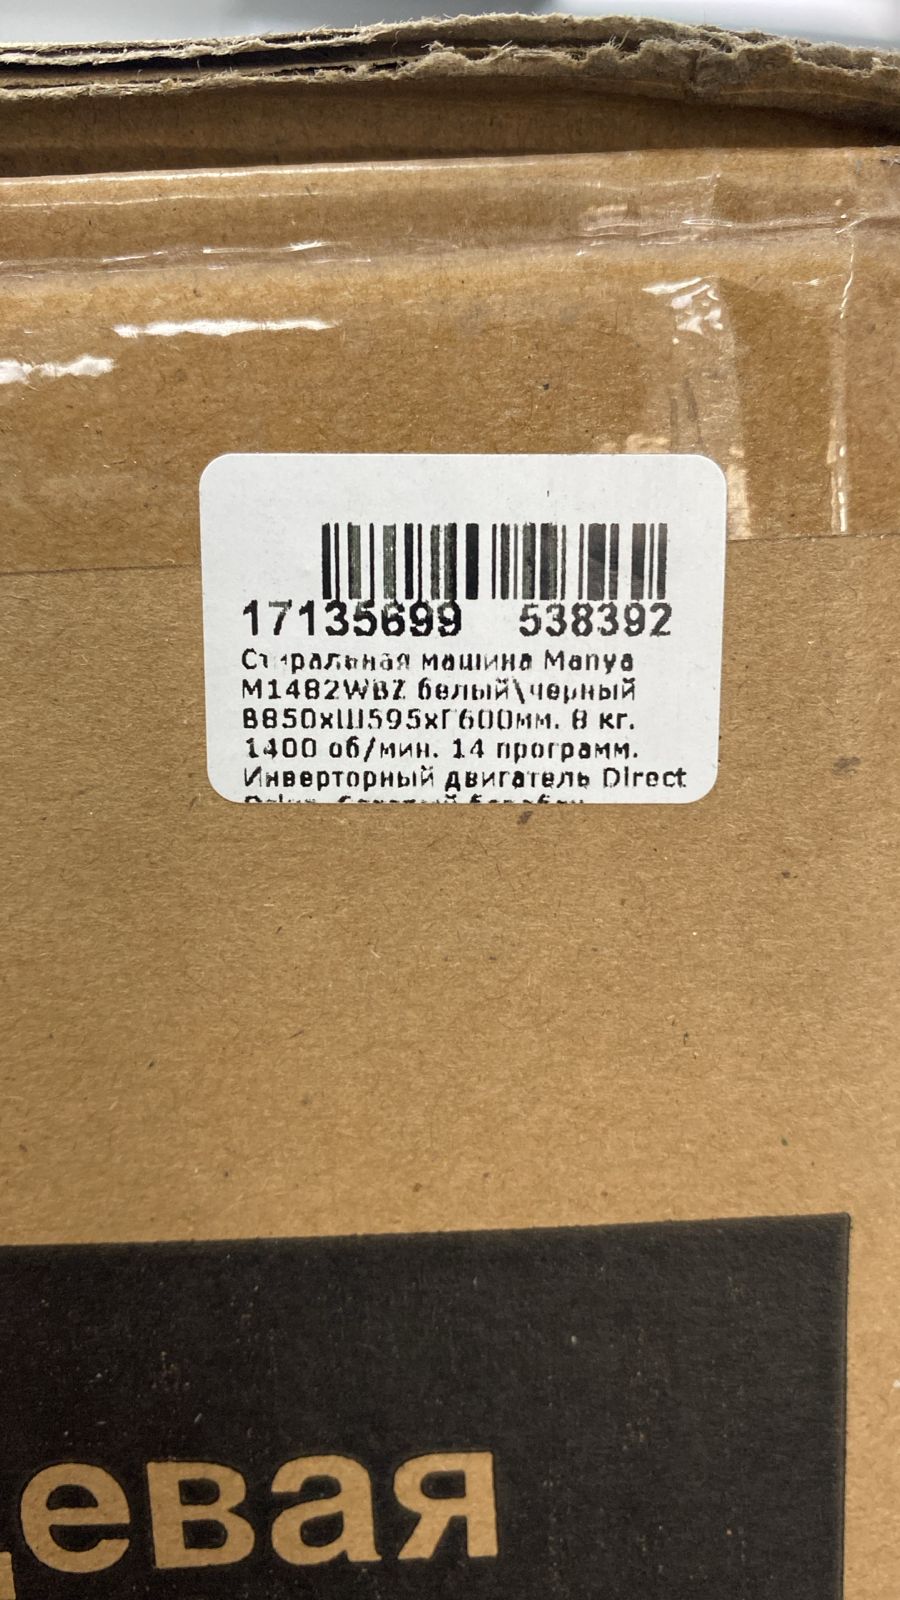 17135699 538392
Стиральная машина Manya
M1482WBZ белый\черный
В850хШ595хГ600мм. 8 кг.
1400 об/мин. 14 программ.
Инверторный двигатель Direct
евая